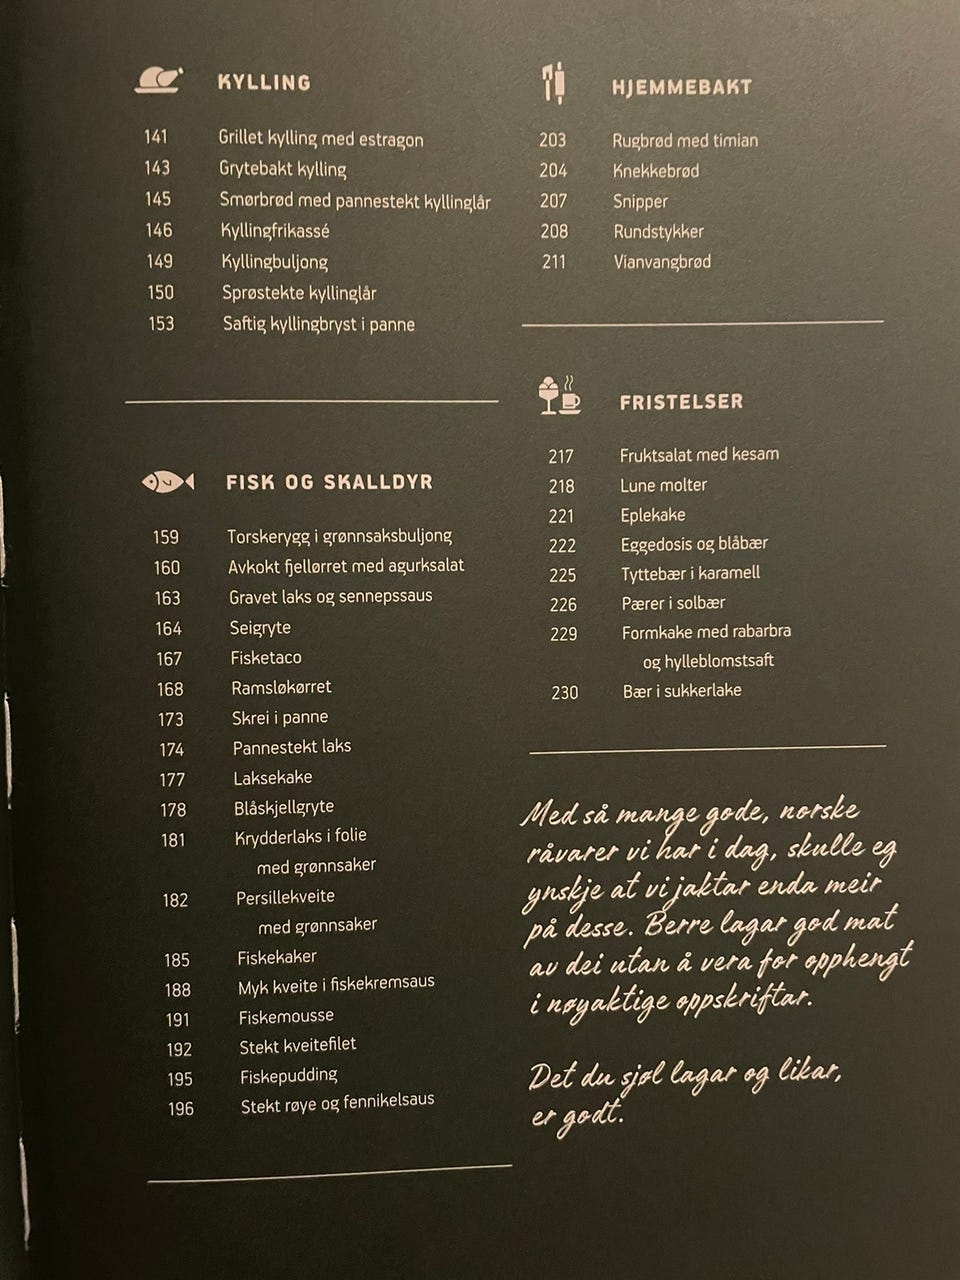 KYLLING
141 Grillet kylling med estragon
143 Grytebakt kylling
145 Smørbrød med pannestekt kyllinglår
146 Kyllingfrikassé
149 Kyllingbuljong
150 Sprøstekte kyllinglår
153 Saftig kyllingbryst i panne
FISK OG SKALLDYR
159 Torskerygg i grønnsaksbuljong
160 Avkokt fjellørret med agurksalat
163 Gravet laks og sennepssaus
164 Seigryte
167 Fisketaco
168 Ramsløkørret
173 Skrei i panne
174 Pannestekt laks
177 Laksekake
178 Blåskjellgryte
181 Krydderlaks i folie
med grønnsaker
182 Persillekveite
med grønnsaker
185 Fiskekaker
188 Myk kveite i fiskekremsaus
191 Fiskemousse
192 Stekt kveitefilet
195 Fiskepudding
196 Stekt røye og fennikelsaus
HJEMMEBAKT
203 Rugbrød med timian
204 Knekkebrød
207 Snipper
208 Rundstykker
211 Vianvangbrød
FRISTELSER
217 Fruktsalat med kesam
218 Lune molter
221 Eplekake
222 Eggedosis og blåbær
225 Tyttebær i karamell
226 Pærer i solbær
229 Formkake med rabarbra
og hylleblomstsaft
230 Bær i sukkerlake
Med så mange gode, norske
råvarer vi har i dag, skulle eg
ynskje at vi jaktar enda meir
på desse. Berre lagar god mat
av dei utan å vera for opphengt
i nøyaktige oppskriftar.
Det du sjøl lagar og likar,
er godt.